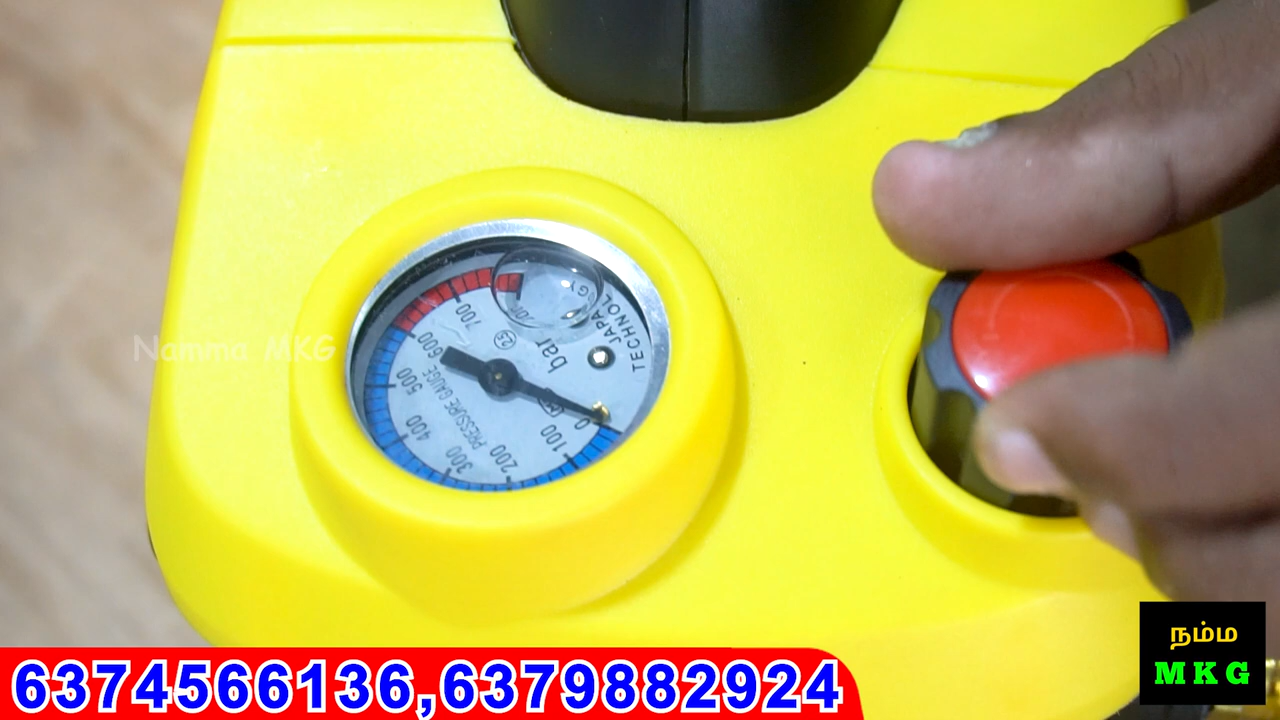 JAPAN
TECHNOLOGY
bar
25
PRESSURE GAUGE
0
100
200
300
400
500
600
700
Namma MKG
6374566136,6379882924
நம்ம
MKG